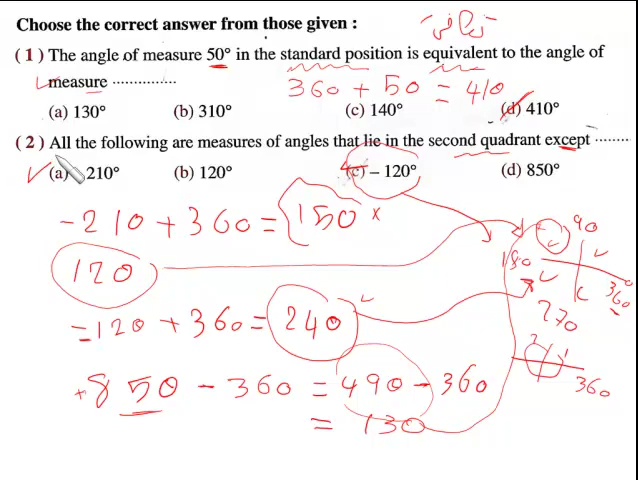 Choose the correct answer from those given :
( 1 ) The angle of measure 50° in the standard position is equivalent to the angle of
measure ...............
360 + 50 = 410
(a) 130° (b) 310° (c) 140° (d) 410°
( 2 ) All the following are measures of angles that lie in the second quadrant except ..........
(a) - 210° (b) 120° (c) – 120° (d) 850°
- 210 + 360 = 150 x
90
180
360
120
270
- 120 + 360 = 240
360
+ 850 - 360 = 490 - 360
= 130